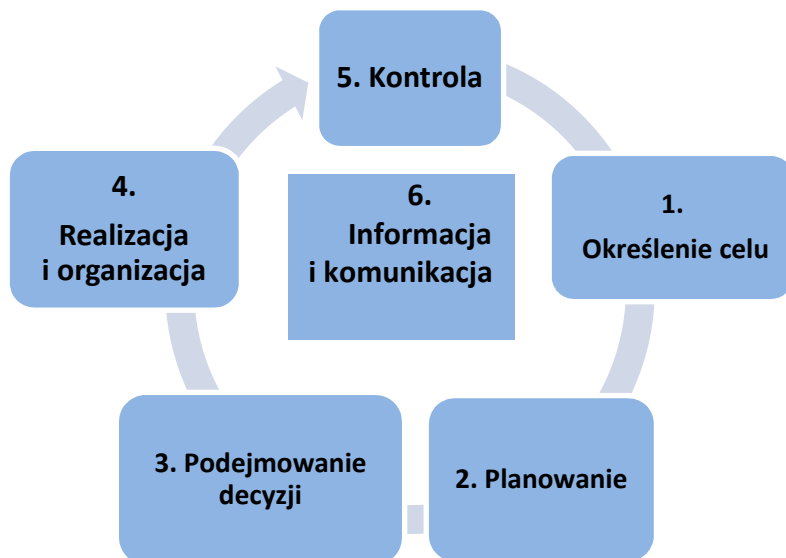 5. Kontrola
4.
Realizacja
i organizacja
6.
Informacja
i komunikacja
1.
Określenie celu
3. Podejmowanie
decyzji
2. Planowanie